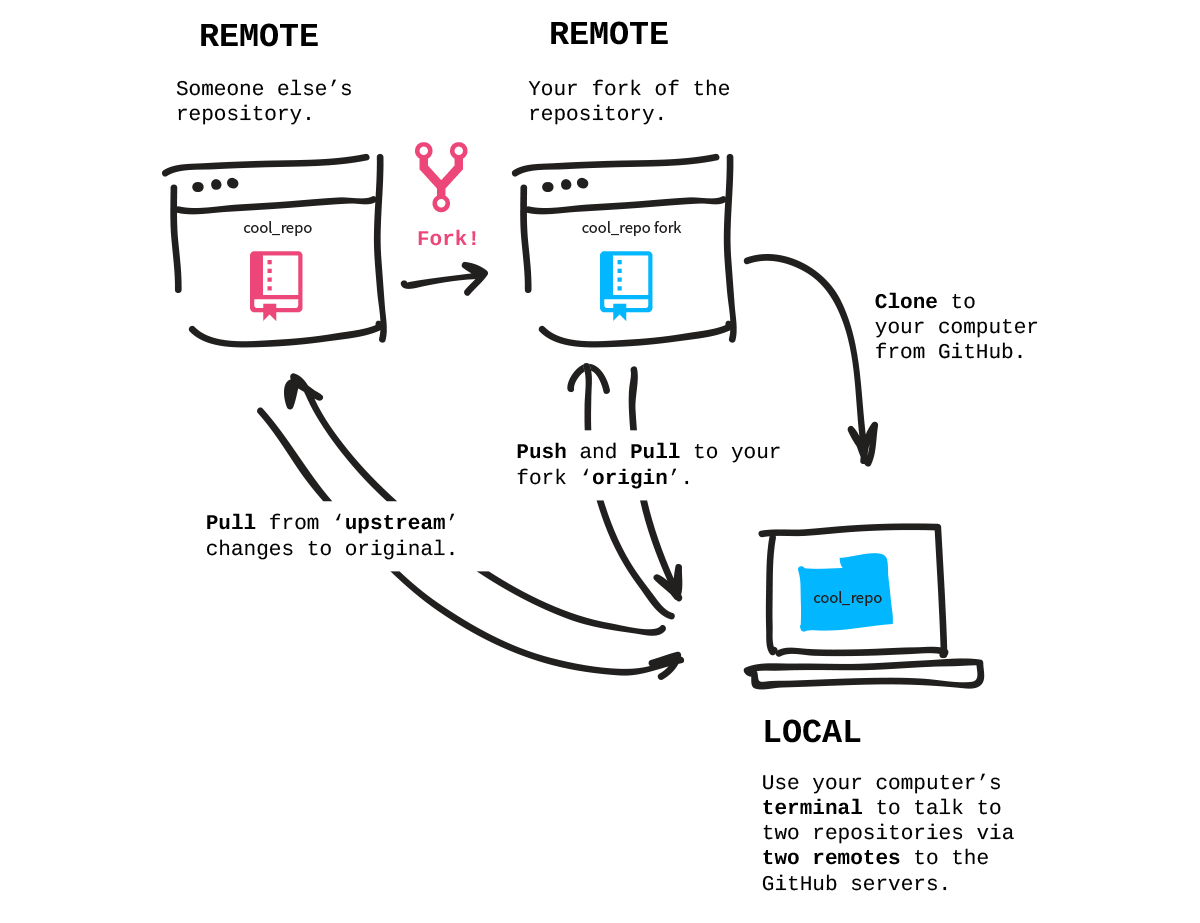 REMOTE
Someone else’s
repository.
REMOTE
Your fork of the
repository.
cool_repo
Fork!
cool_repo fork
Clone to
your computer
from GitHub.
Push and Pull to your
fork ‘origin’.
Pull from ‘upstream’
changes to original.
cool_repo
LOCAL
Use your computer’s
terminal to talk to
two repositories via
two remotes to the
GitHub servers.